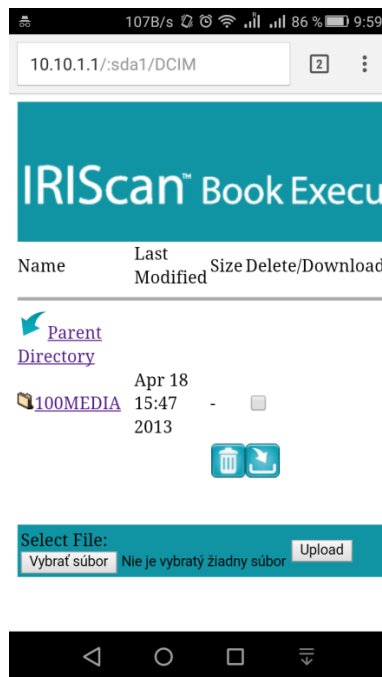 107B/s 86 % 9:59
10.10.1.1/:sda1/DCIM 2
IRIScan™ Book Execu
Name Last Modified Size Delete/Download
Parent Directory
100MEDIA Apr 18 15:47 2013 -
Select File:
Vybrať súbor Nie je vybratý žiadny súbor Upload